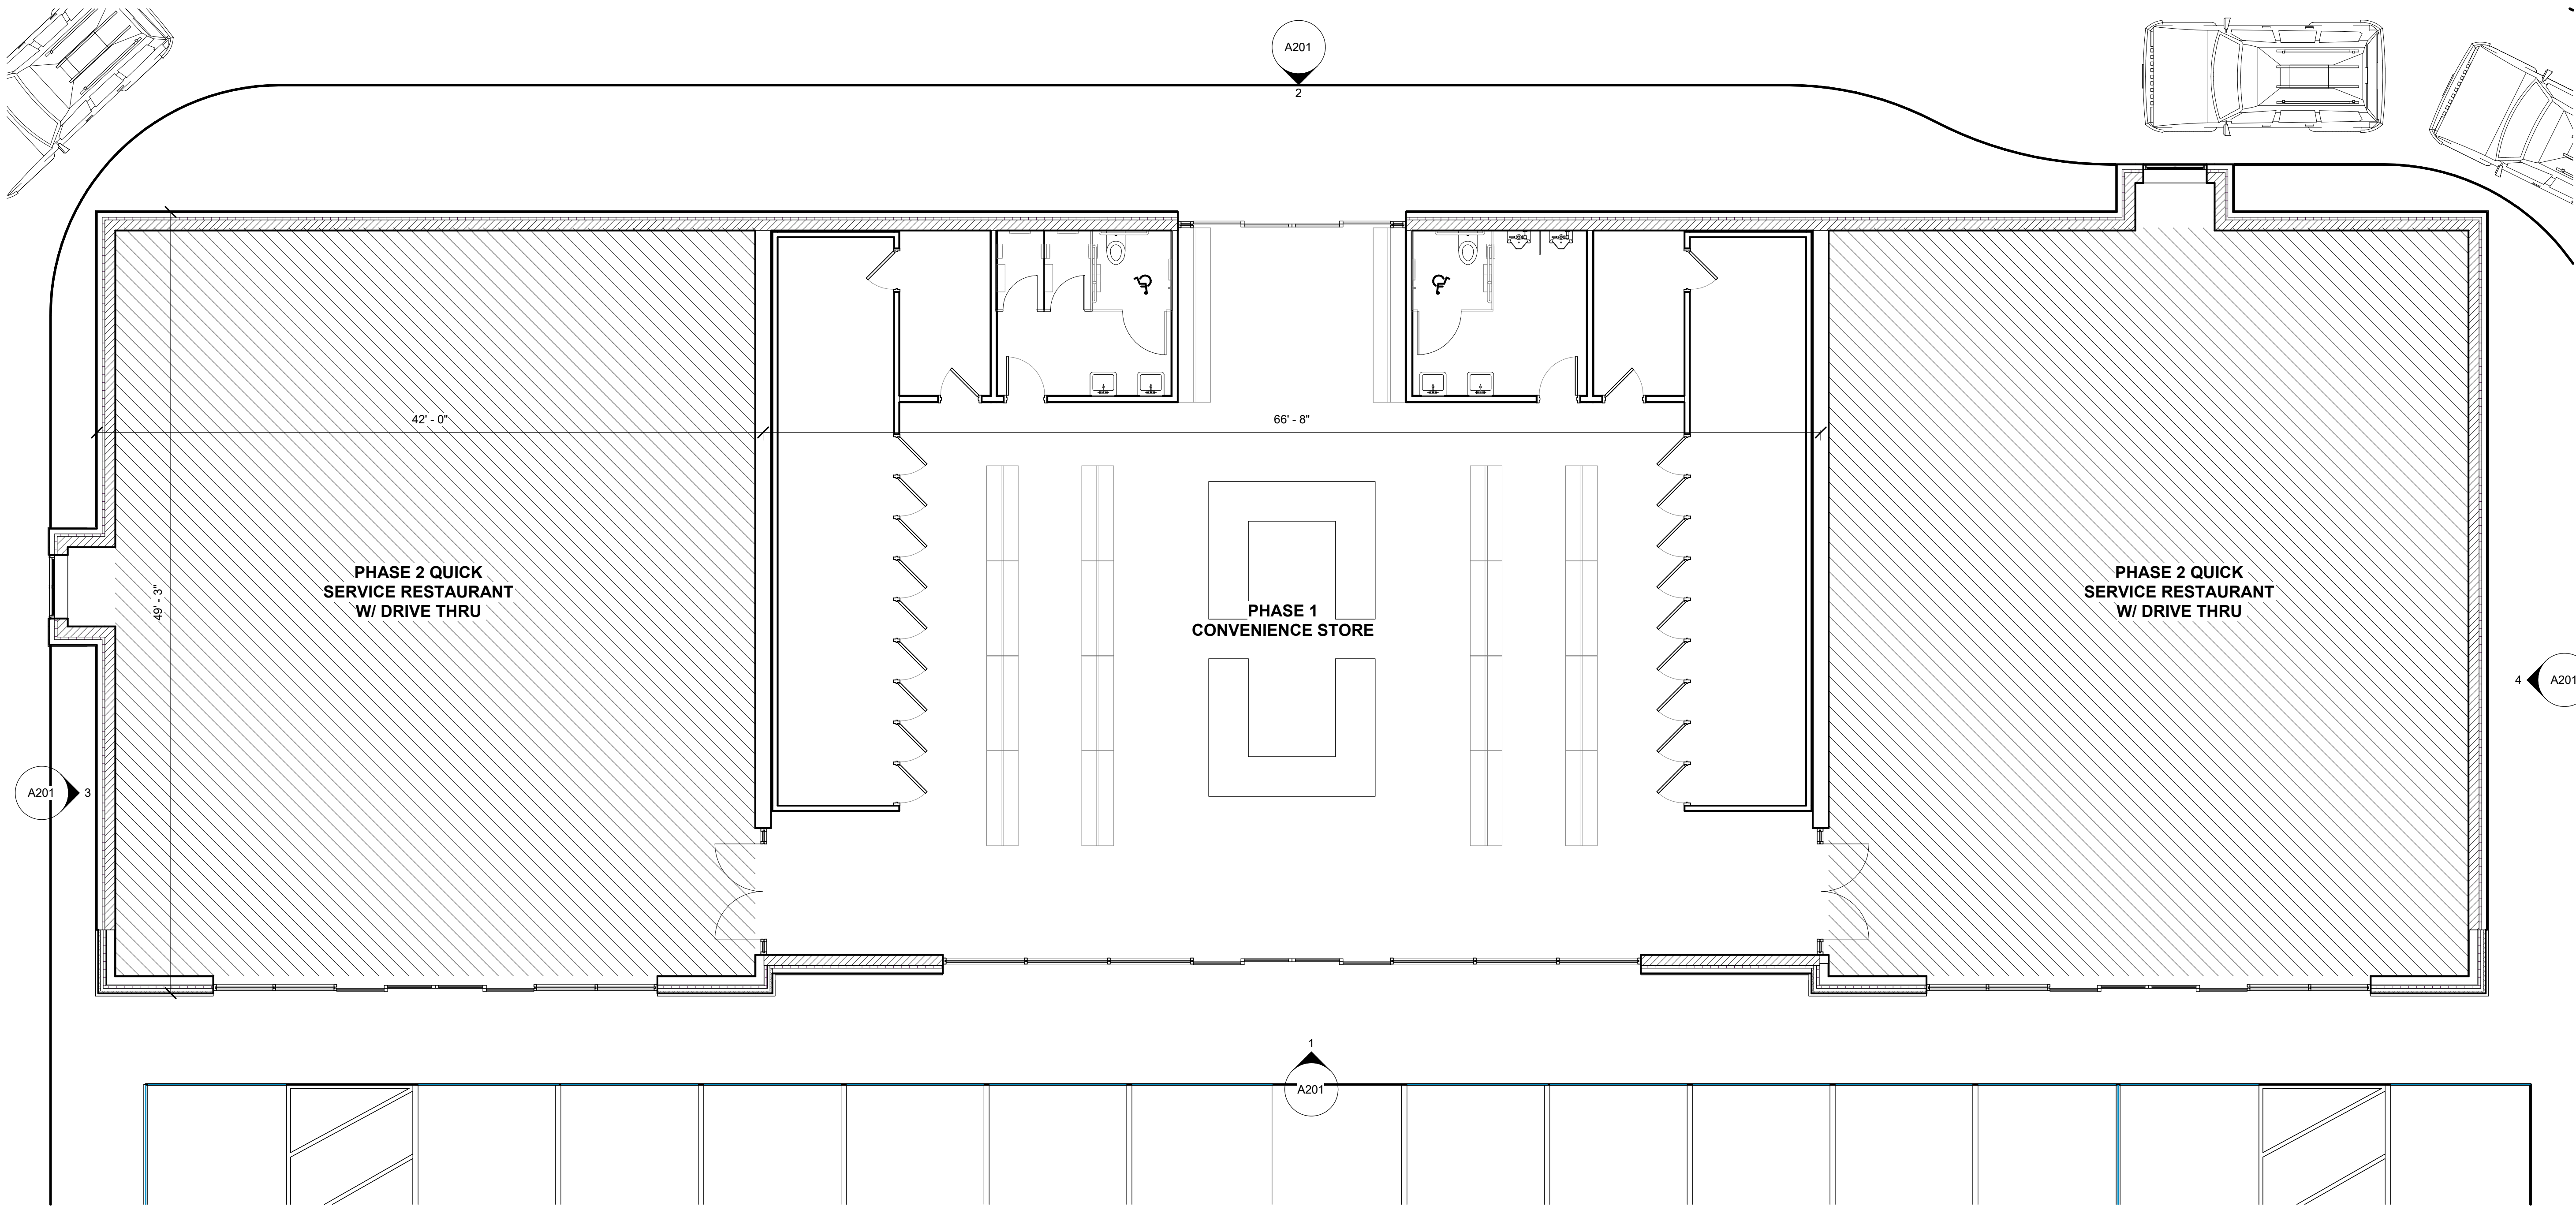 A201
2
42' - 0"
66' - 8"
49' - 3"
PHASE 2 QUICK
SERVICE RESTAURANT
W/ DRIVE THRU
PHASE 1
CONVENIENCE STORE
PHASE 2 QUICK
SERVICE RESTAURANT
W/ DRIVE THRU
4
A201
A201
3
1
A201